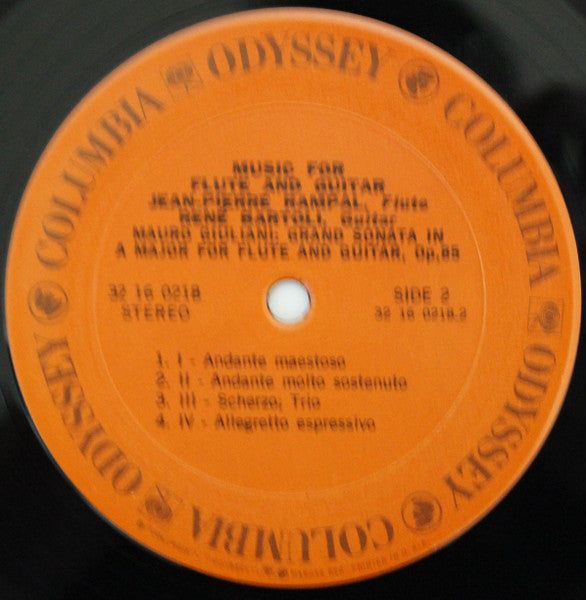 COLUMBIA ODYSSEY COLUMBIA ODYSSEY COLUMBIA ODYSSEY
MUSIC FOR
FLUTE AND GUITAR
JEAN-PIERRE RAMPAL, Flute
RENÉ BARTOLI, Guitar
MAURO GIULIANI: GRAND SONATA IN
A MAJOR FOR FLUTE AND GUITAR, Op,85
32 16 0218
STEREO
SIDE 2
32 16 0218.2
1. I - Andante maestoso
2. II - Andante molto sostenuto
3. III - Scherzo; Trio
4. IV - Allegretto espressivo